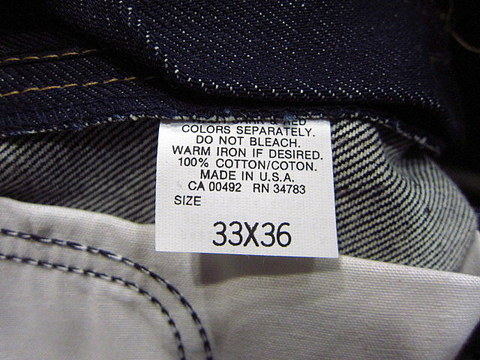 COLORS SEPARATELY.
DO NOT BLEACH.
WARM IRON IF DESIRED.
100% COTTON/COTON.
MADE IN U.S.A.
CA 00492 RN 34783
SIZE
33X36